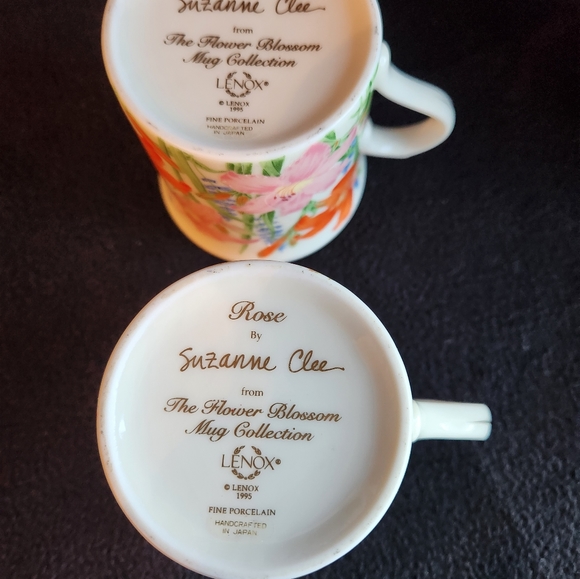 Suzanne Clee
from
The Flower Blossom
Mug Collection
LENOX®
© LENOX
1995
FINE PORCELAIN
HANDCRAFTED
IN JAPAN
Rose
By
Suzanne Clee
from
The Flower Blossom
Mug Collection
LENOX®
© LENOX
1995
FINE PORCELAIN
HANDCRAFTED
IN JAPAN